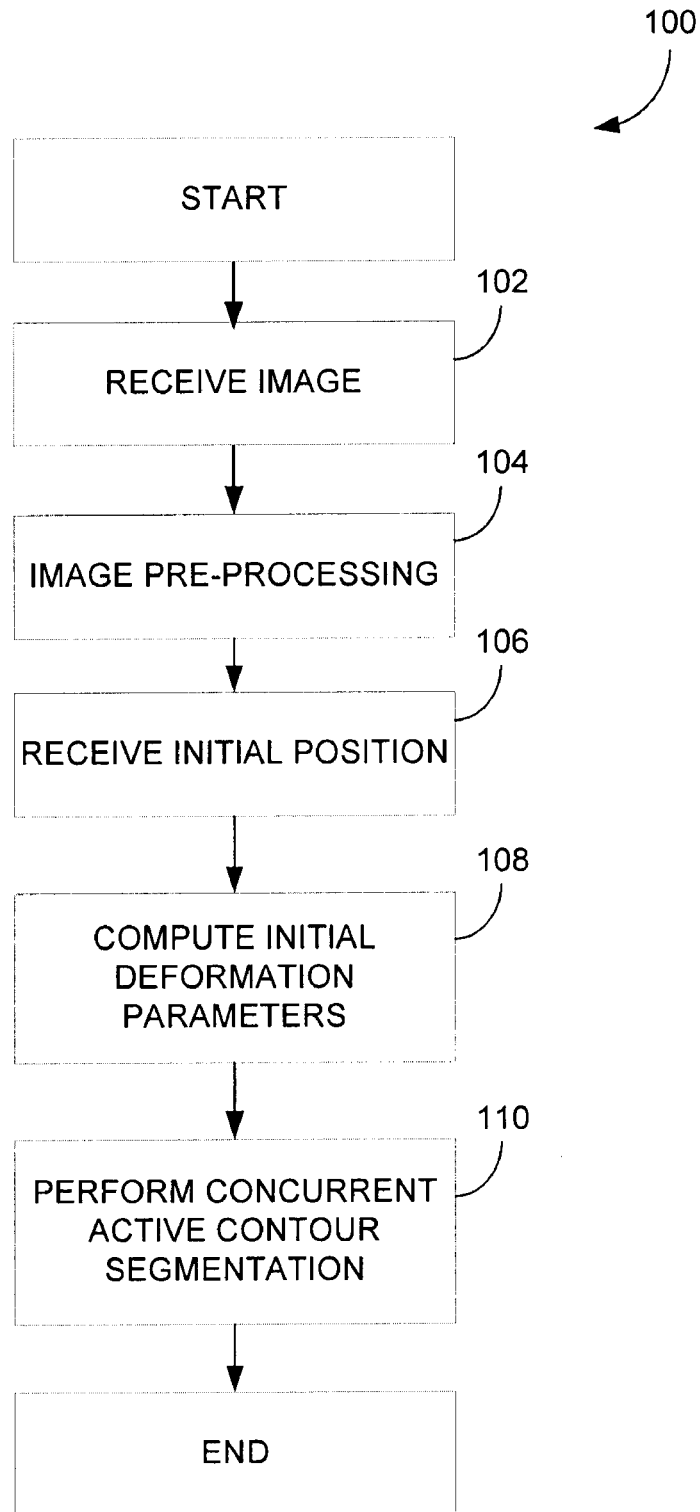 100
START
102
RECEIVE IMAGE
104
IMAGE PRE-PROCESSING
106
RECEIVE INITIAL POSITION
108
COMPUTE INITIAL
DEFORMATION
PARAMETERS
110
PERFORM CONCURRENT
ACTIVE CONTOUR
SEGMENTATION
END